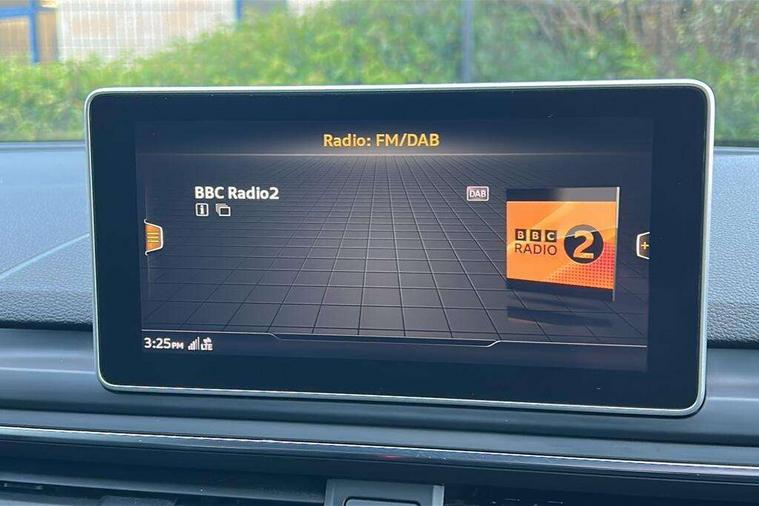 Radio: FM/DAB
BBC Radio2
DAB
BBC
RADIO 2
3:25PM LTE